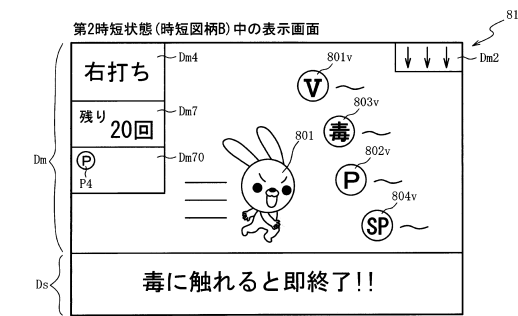 第2時短状態(時短図柄B)中の表示画面
81
右打ち
Dm4
Dm2
801v
V
残り
20回
Dm7
803v
毒
Dm
P
P4
Dm70
801
802v
P
804v
SP
Ds
毒に触れると即終了!!